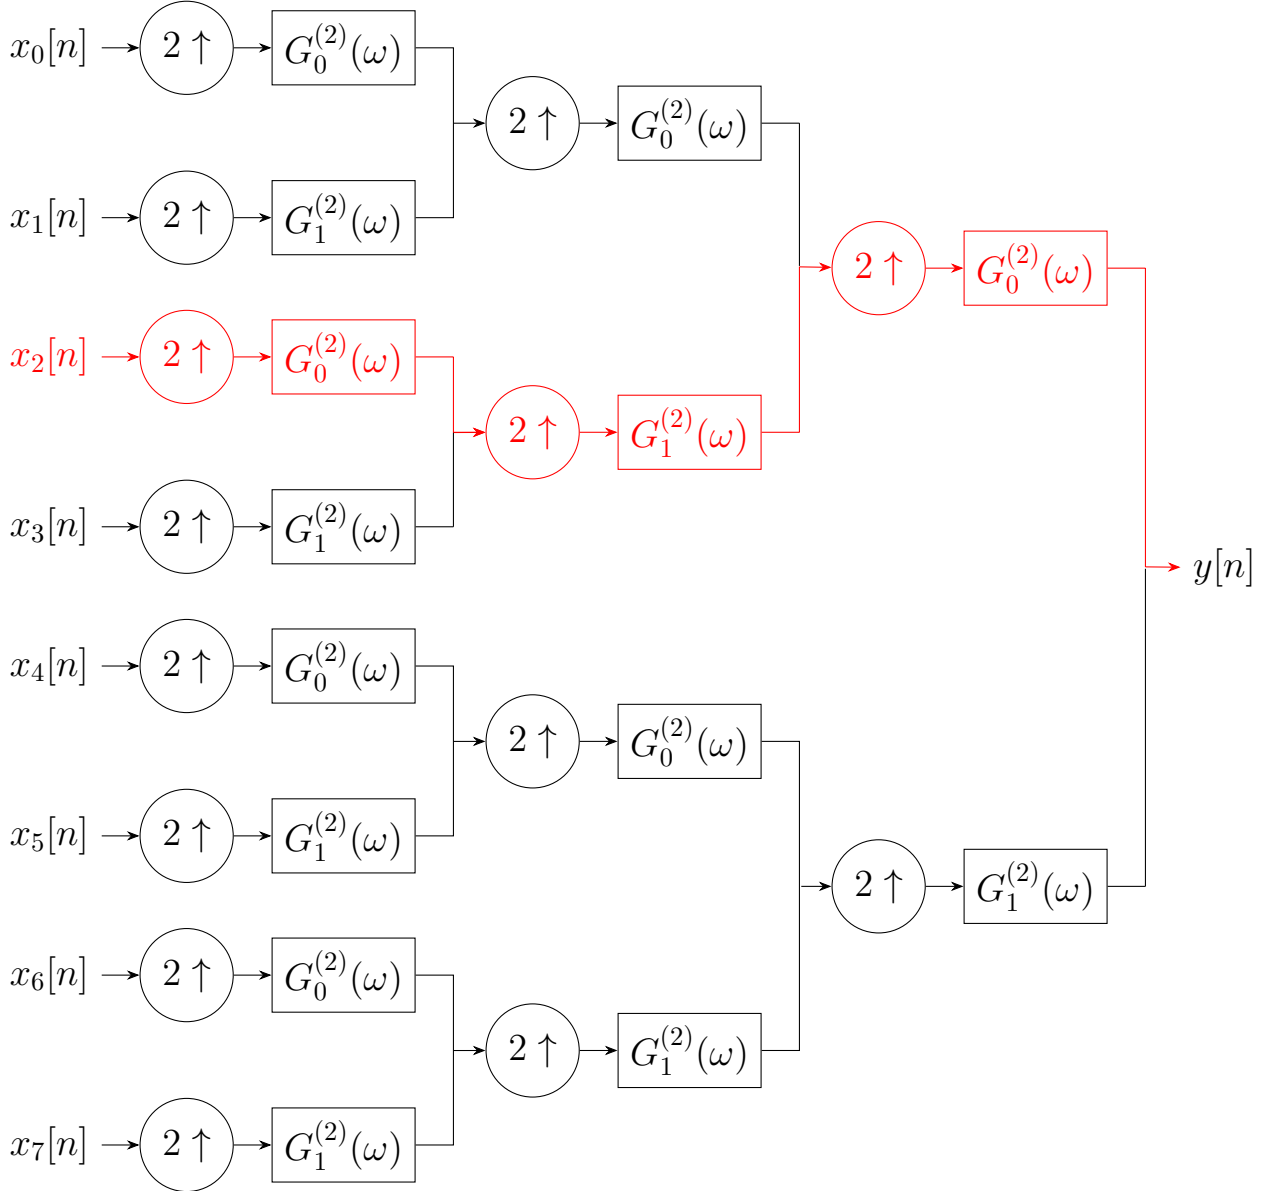 x_0[n] 2 ↑ G_0^{(2)}(ω)
2 ↑ G_0^{(2)}(ω)
x_1[n] 2 ↑ G_1^{(2)}(ω)
2 ↑ G_0^{(2)}(ω)
x_2[n] 2 ↑ G_0^{(2)}(ω)
2 ↑ G_1^{(2)}(ω)
x_3[n] 2 ↑ G_1^{(2)}(ω)
y[n]
x_4[n] 2 ↑ G_0^{(2)}(ω)
2 ↑ G_0^{(2)}(ω)
x_5[n] 2 ↑ G_1^{(2)}(ω)
2 ↑ G_1^{(2)}(ω)
x_6[n] 2 ↑ G_0^{(2)}(ω)
2 ↑ G_1^{(2)}(ω)
x_7[n] 2 ↑ G_1^{(2)}(ω)